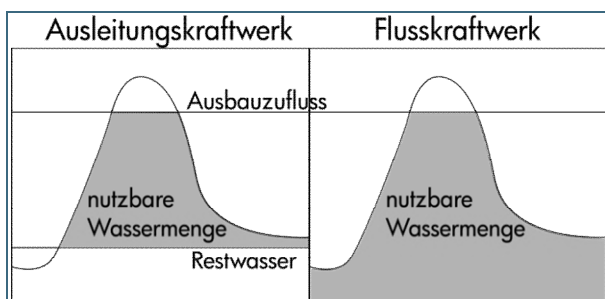 Ausleitungskraftwerk
Flusskraftwerk
Ausbauzufluss
nutzbare
Wassermenge
nutzbare
Wassermenge
Restwasser